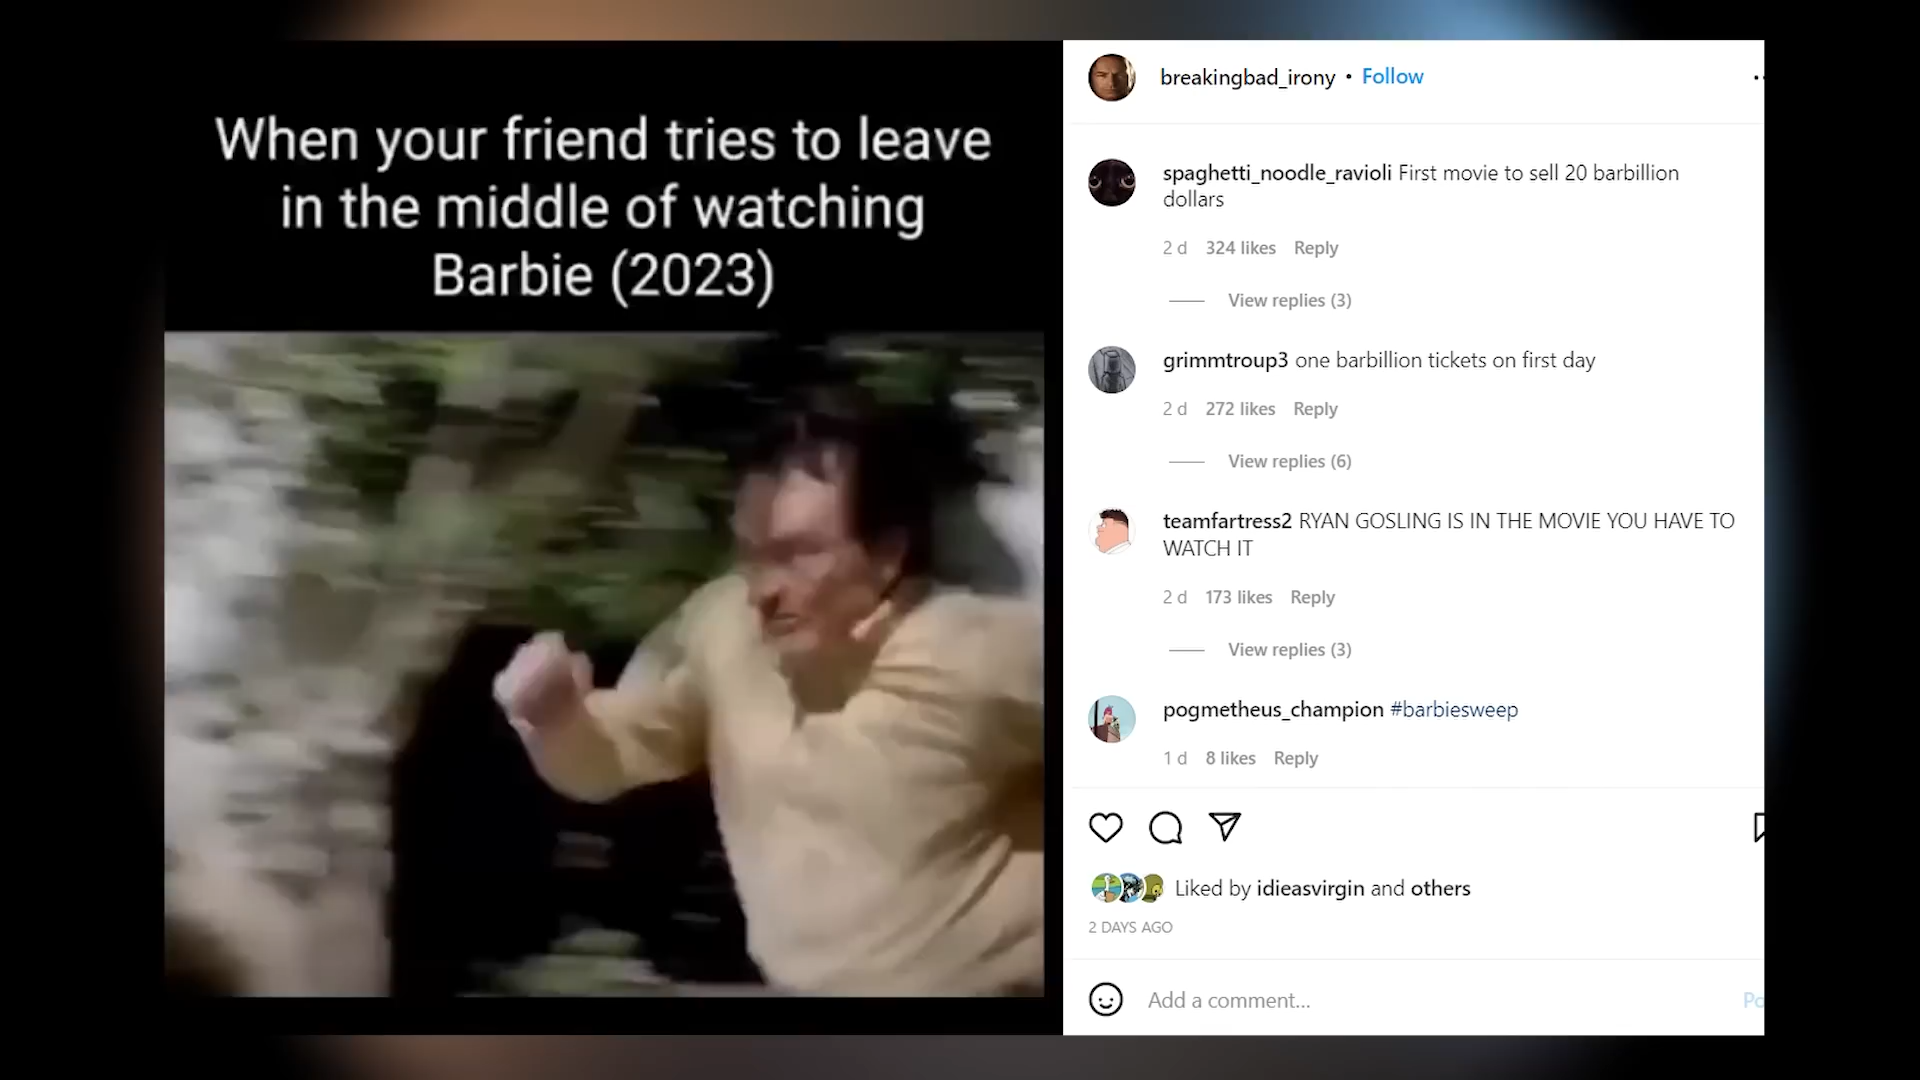 When your friend tries to leave
in the middle of watching
Barbie (2023)
breakingbad_irony • Follow
spaghetti_noodle_ravioli First movie to sell 20 barbillion
dollars
2 d 324 likes Reply
View replies (3)
grimmtroup3 one barbillion tickets on first day
2 d 272 likes Reply
View replies (6)
teamfartress2 RYAN GOSLING IS IN THE MOVIE YOU HAVE TO
WATCH IT
2 d 173 likes Reply
View replies (3)
pogmetheus_champion #barbiesweep
1 d 8 likes Reply
Liked by idieasvirgin and others
2 DAYS AGO
Add a comment...
Po